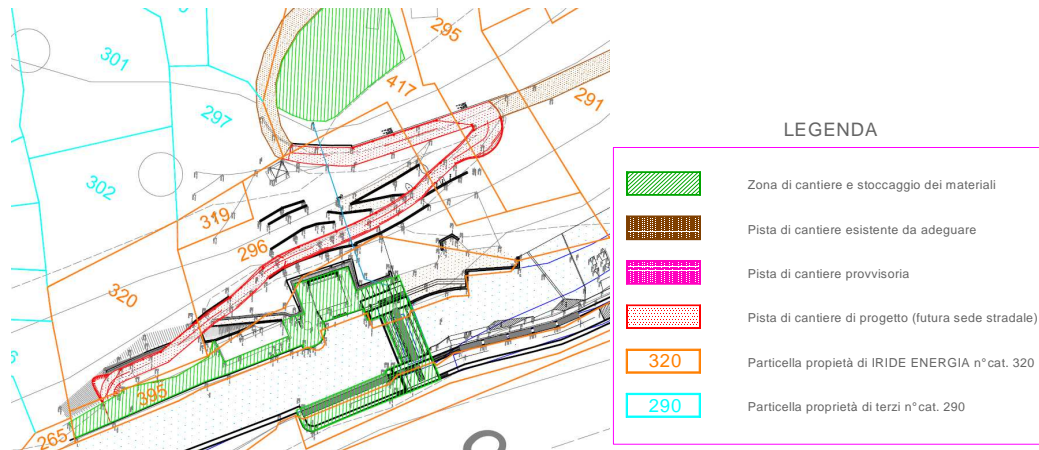 295
301
417
291
297
302
319
296
320
395
265
LEGENDA
Zona di cantiere e stoccaggio dei materiali
Pista di cantiere esistente da adeguare
Pista di cantiere provvisoria
Pista di cantiere di progetto (futura sede stradale)
320 Particella propietà di IRIDE ENERGIA n°cat. 320
290 Particella proprietà di terzi n°cat. 290